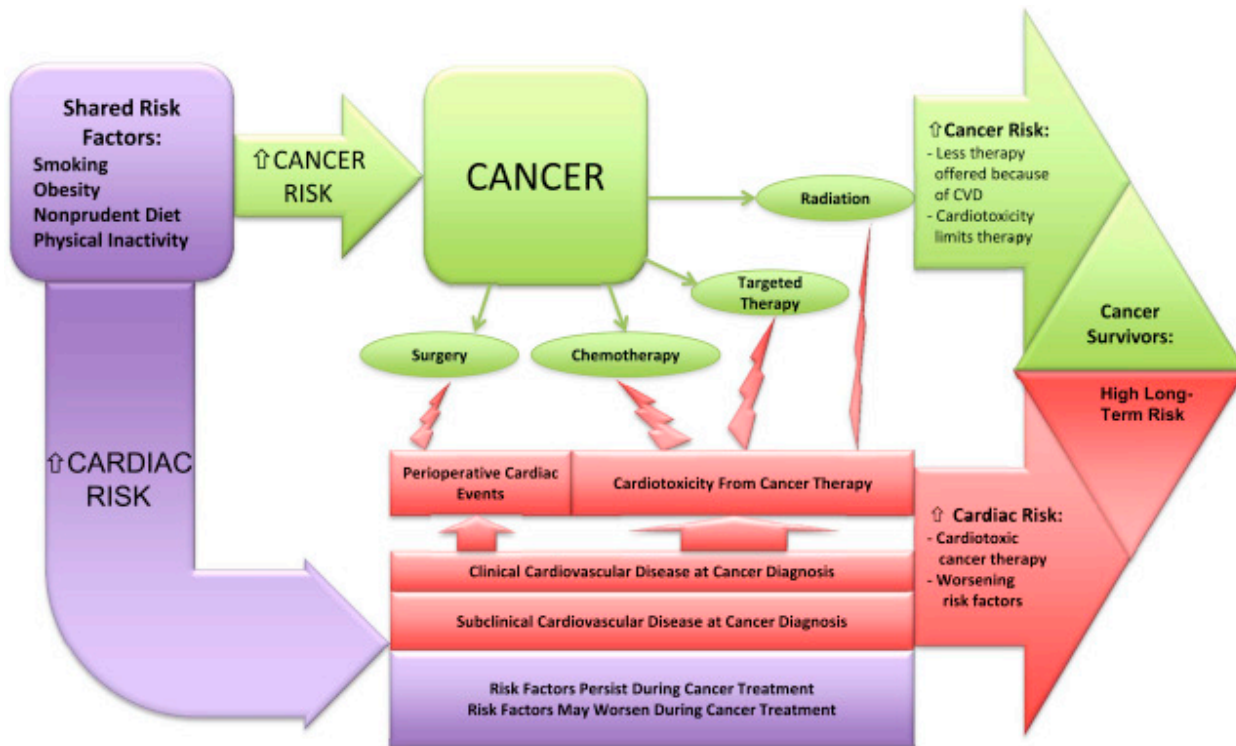 Shared Risk
Factors:
Smoking
Obesity
Nonprudent Diet
Physical Inactivity
⇧CANCER
RISK
CANCER
Radiation
Targeted
Therapy
Surgery
Chemotherapy
⇧Cancer Risk:
- Less therapy
offered because
of CVD
- Cardiotoxicity
limits therapy
Cancer
Survivors:
High Long-
Term Risk
⇧CARDIAC
RISK
Perioperative Cardiac
Events
Cardiotoxicity From Cancer Therapy
Clinical Cardiovascular Disease at Cancer Diagnosis
Subclinical Cardiovascular Disease at Cancer Diagnosis
Risk Factors Persist During Cancer Treatment
Risk Factors May Worsen During Cancer Treatment
⇧ Cardiac Risk:
- Cardiotoxic
cancer therapy
- Worsening
risk factors